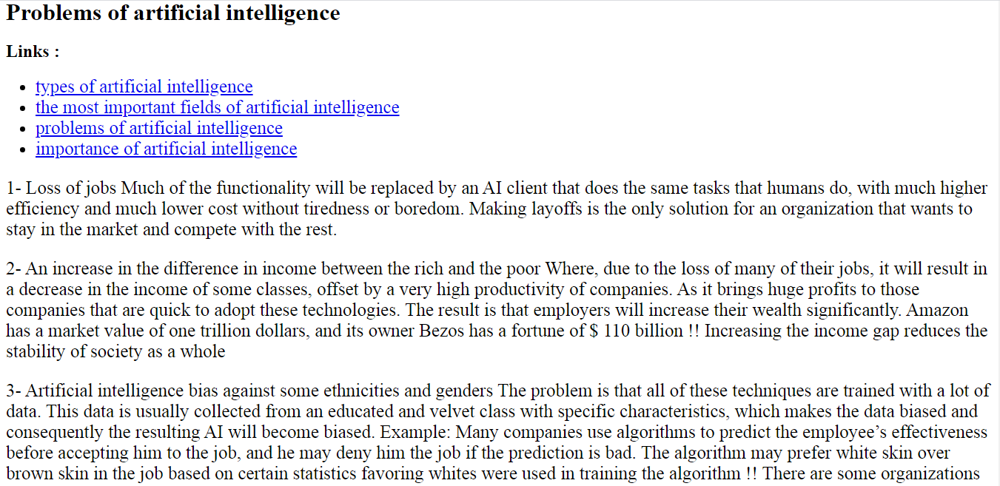 Problems of artificial intelligence
Links :
types of artificial intelligence
the most important fields of artificial intelligence
problems of artificial intelligence
importance of artificial intelligence
1- Loss of jobs Much of the functionality will be replaced by an AI client that does the same tasks that humans do, with much higher
efficiency and much lower cost without tiredness or boredom. Making layoffs is the only solution for an organization that wants to
stay in the market and compete with the rest.
2- An increase in the difference in income between the rich and the poor Where, due to the loss of many of their jobs, it will result in
a decrease in the income of some classes, offset by a very high productivity of companies. As it brings huge profits to those
companies that are quick to adopt these technologies. The result is that employers will increase their wealth significantly. Amazon
has a market value of one trillion dollars, and its owner Bezos has a fortune of $ 110 billion !! Increasing the income gap reduces the
stability of society as a whole
3- Artificial intelligence bias against some ethnicities and genders The problem is that all of these techniques are trained with a lot of
data. This data is usually collected from an educated and velvet class with specific characteristics, which makes the data biased and
consequently the resulting AI will become biased. Example: Many companies use algorithms to predict the employee’s effectiveness
before accepting him to the job, and he may deny him the job if the prediction is bad. The algorithm may prefer white skin over
brown skin in the job based on certain statistics favoring whites were used in training the algorithm !! There are some organizations